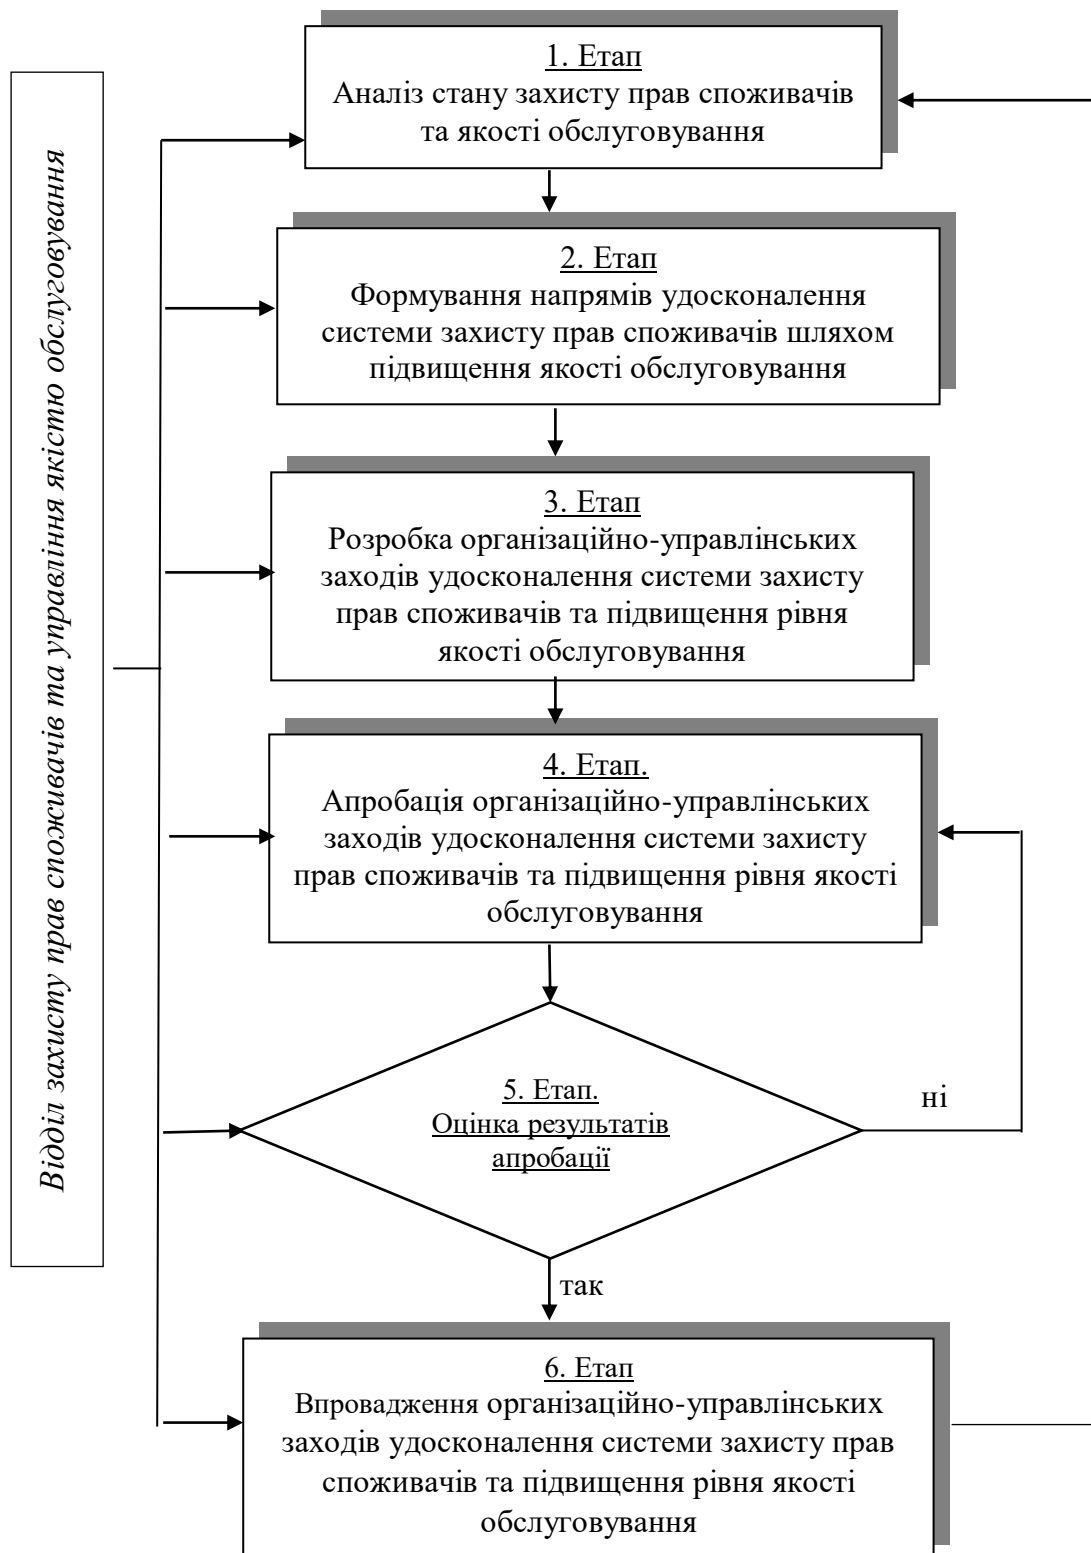 Відділ захисту прав споживачів та управління якістю обслуговування
1. Етап
Аналіз стану захисту прав споживачів
та якості обслуговування
2. Етап
Формування напрямів удосконалення
системи захисту прав споживачів шляхом
підвищення якості обслуговування
3. Етап
Розробка організаційно-управлінських
заходів удосконалення системи захисту
прав споживачів та підвищення рівня
якості обслуговування
4. Етап.
Апробація організаційно-управлінських
заходів удосконалення системи захисту
прав споживачів та підвищення рівня якості
обслуговування
5. Етап.
Оцінка результатів
апробації
ні
так
6. Етап
Впровадження організаційно-управлінських
заходів удосконалення системи захисту прав
споживачів та підвищення рівня якості
обслуговування